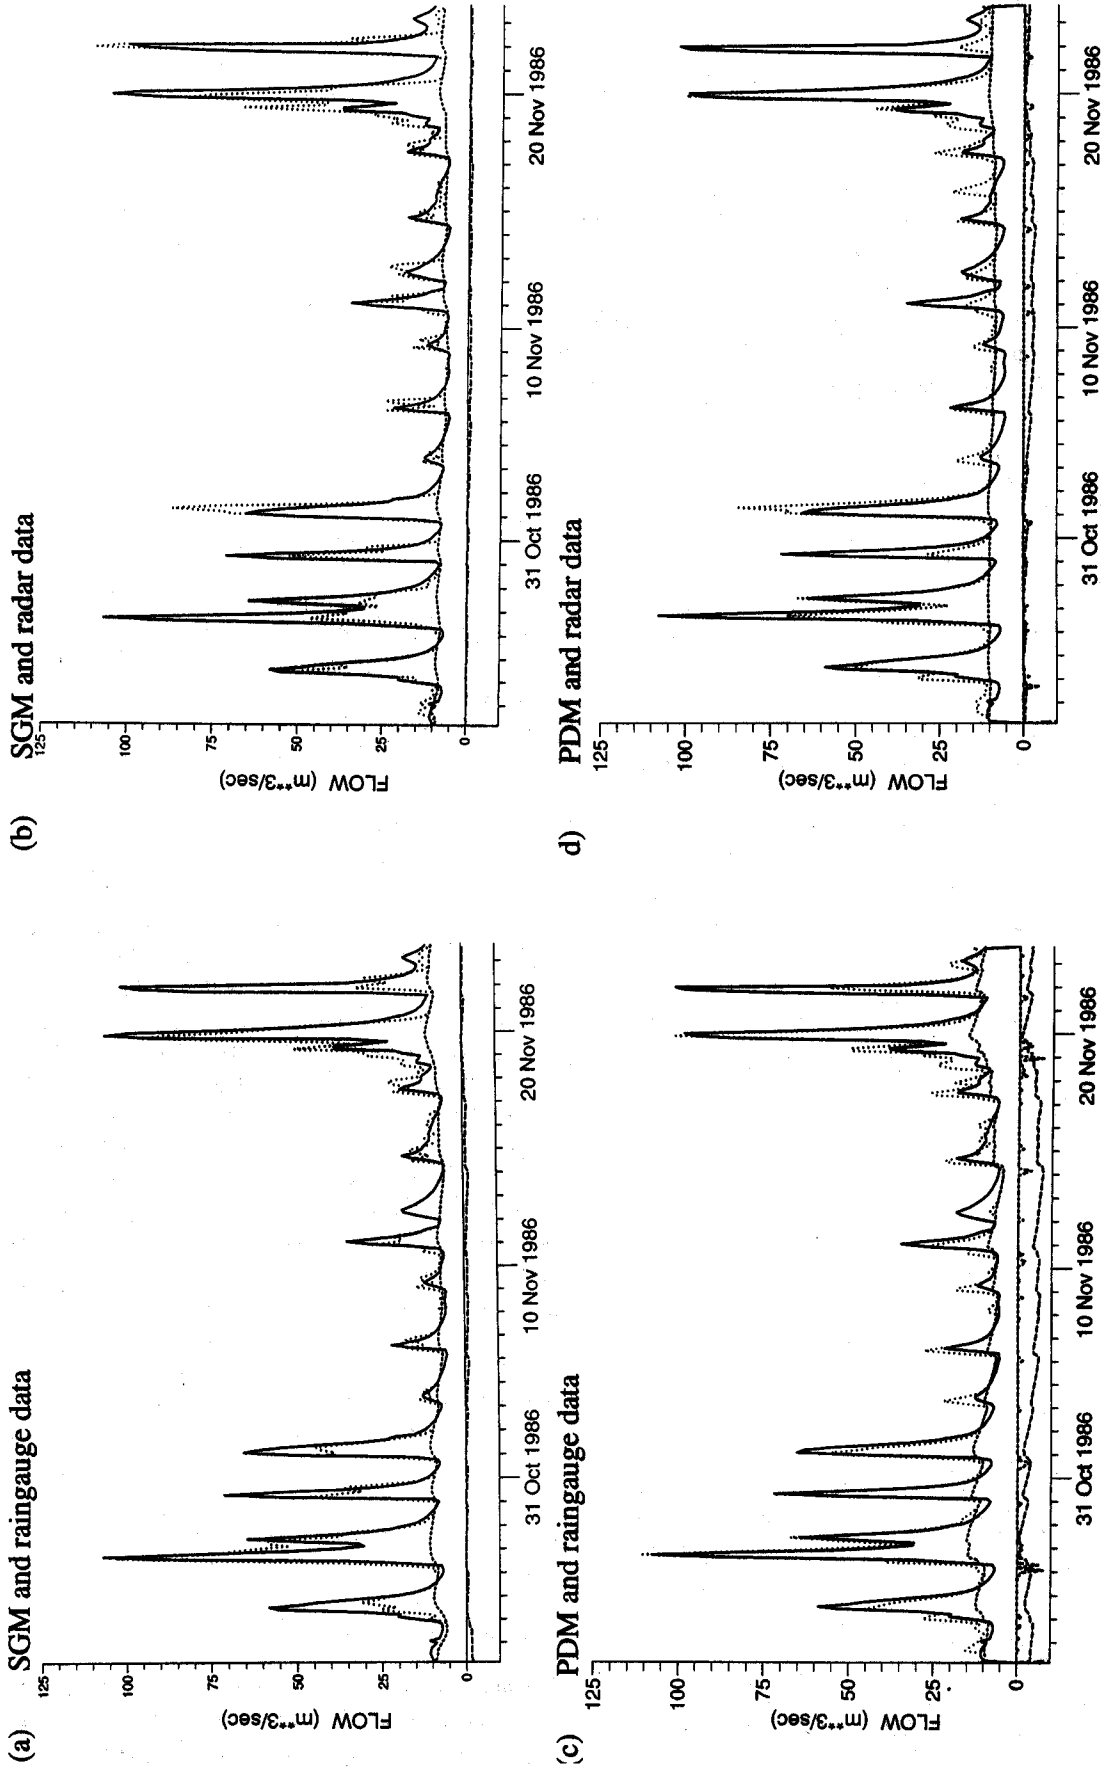 (a) SGM and raingauge data
125
100
75
50
25
0
FLOW (m**3/sec)
31 Oct 1986
10 Nov 1986
20 Nov 1986
(b) SGM and radar data
125
100
75
50
25
0
FLOW (m**3/sec)
31 Oct 1986
10 Nov 1986
20 Nov 1986
(c) PDM and raingauge data
125
100
75
50
25
0
FLOW (m**3/sec)
31 Oct 1986
10 Nov 1986
20 Nov 1986
d) PDM and radar data
125
100
75
50
25
0
FLOW (m**3/sec)
31 Oct 1986
10 Nov 1986
20 Nov 1986